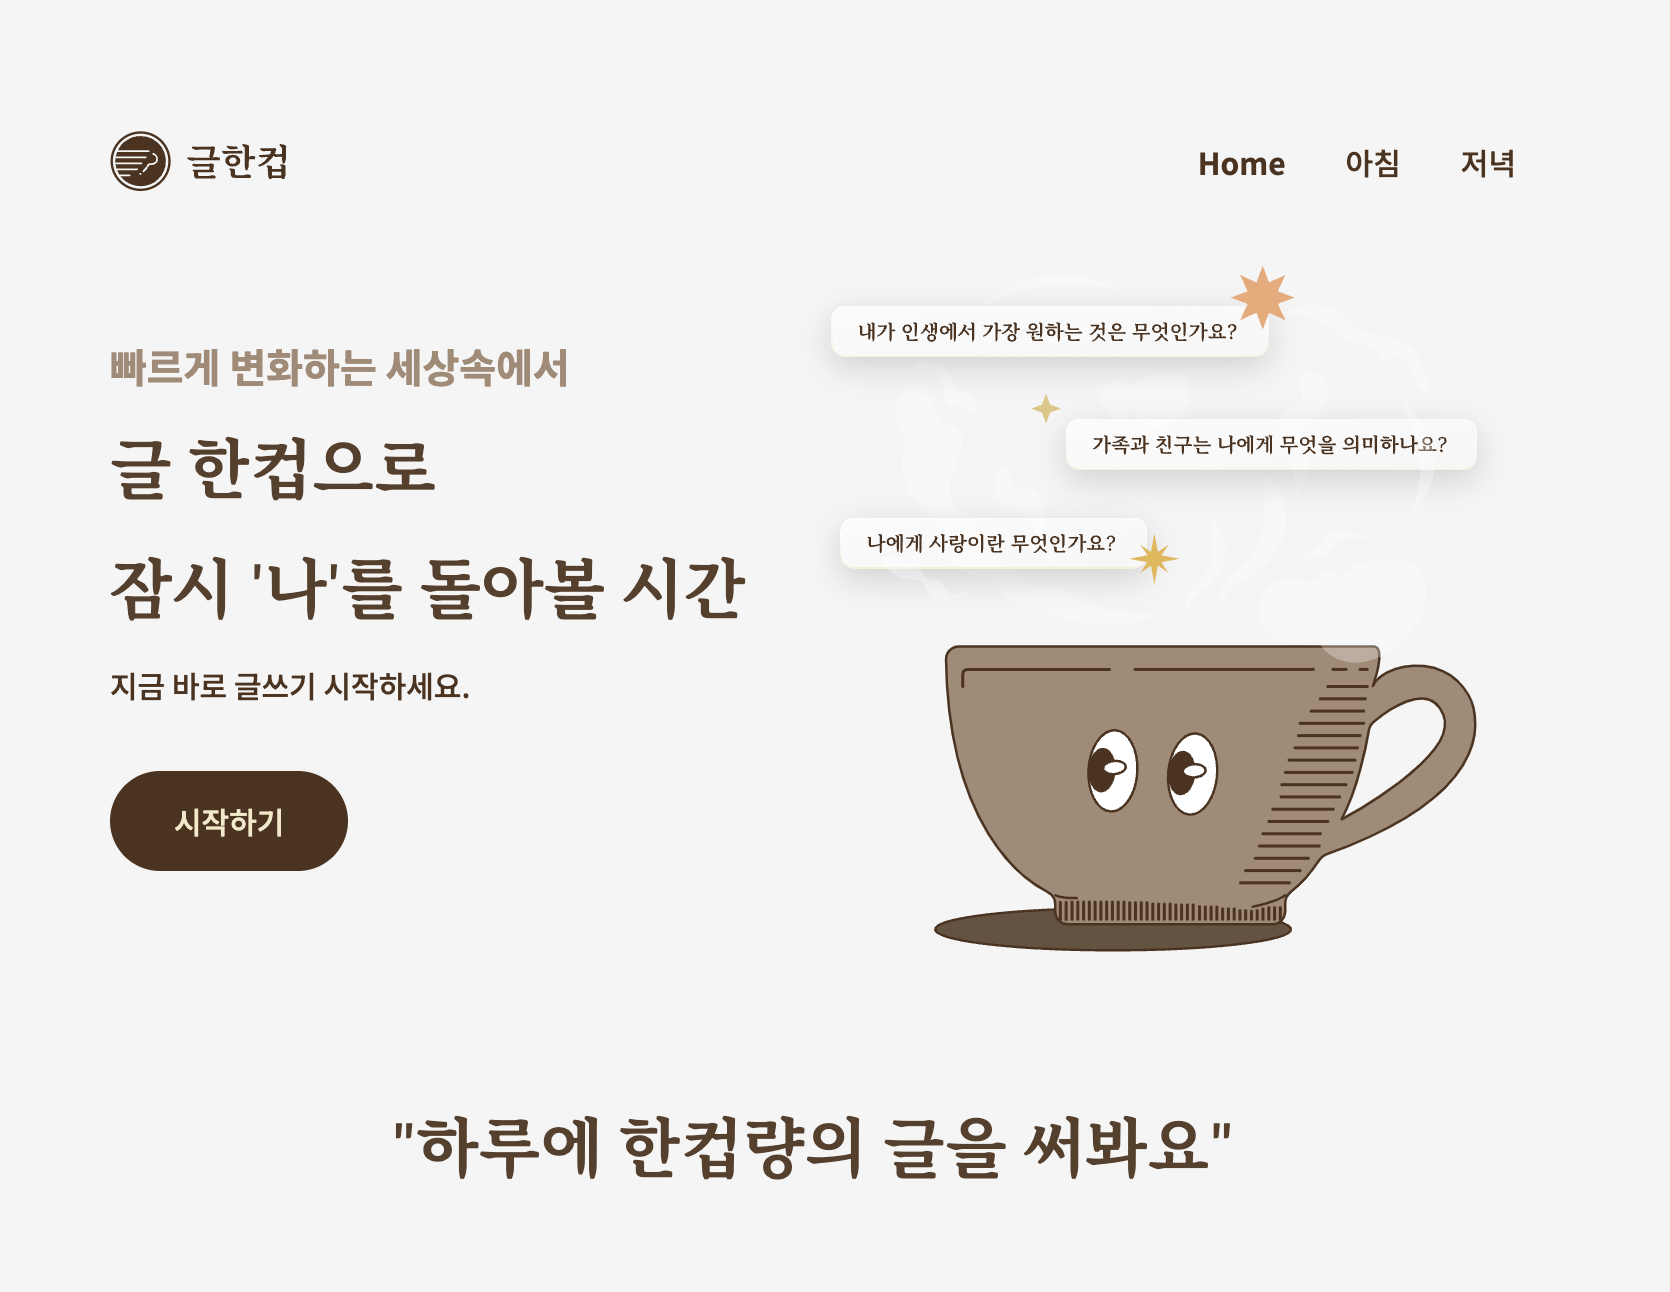 글한컵
Home 아침 저녁
빠르게 변화하는 세상속에서
글 한컵으로
잠시 '나'를 돌아볼 시간
지금 바로 글쓰기 시작하세요.
시작하기
내가 인생에서 가장 원하는 것은 무엇인가요?
가족과 친구는 나에게 무엇을 의미하나요?
나에게 사랑이란 무엇인가요?
"하루에 한컵량의 글을 써봐요"